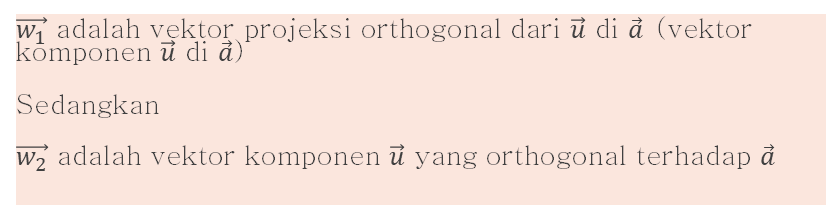 $\overrightarrow{w_1}$ adalah vektor projeksi orthogonal dari $\vec{u}$ di $\vec{a}$ (vektor
komponen $\vec{u}$ di $\vec{a}$)
Sedangkan
$\overrightarrow{w_2}$ adalah vektor komponen $\vec{u}$ yang orthogonal terhadap $\vec{a}$